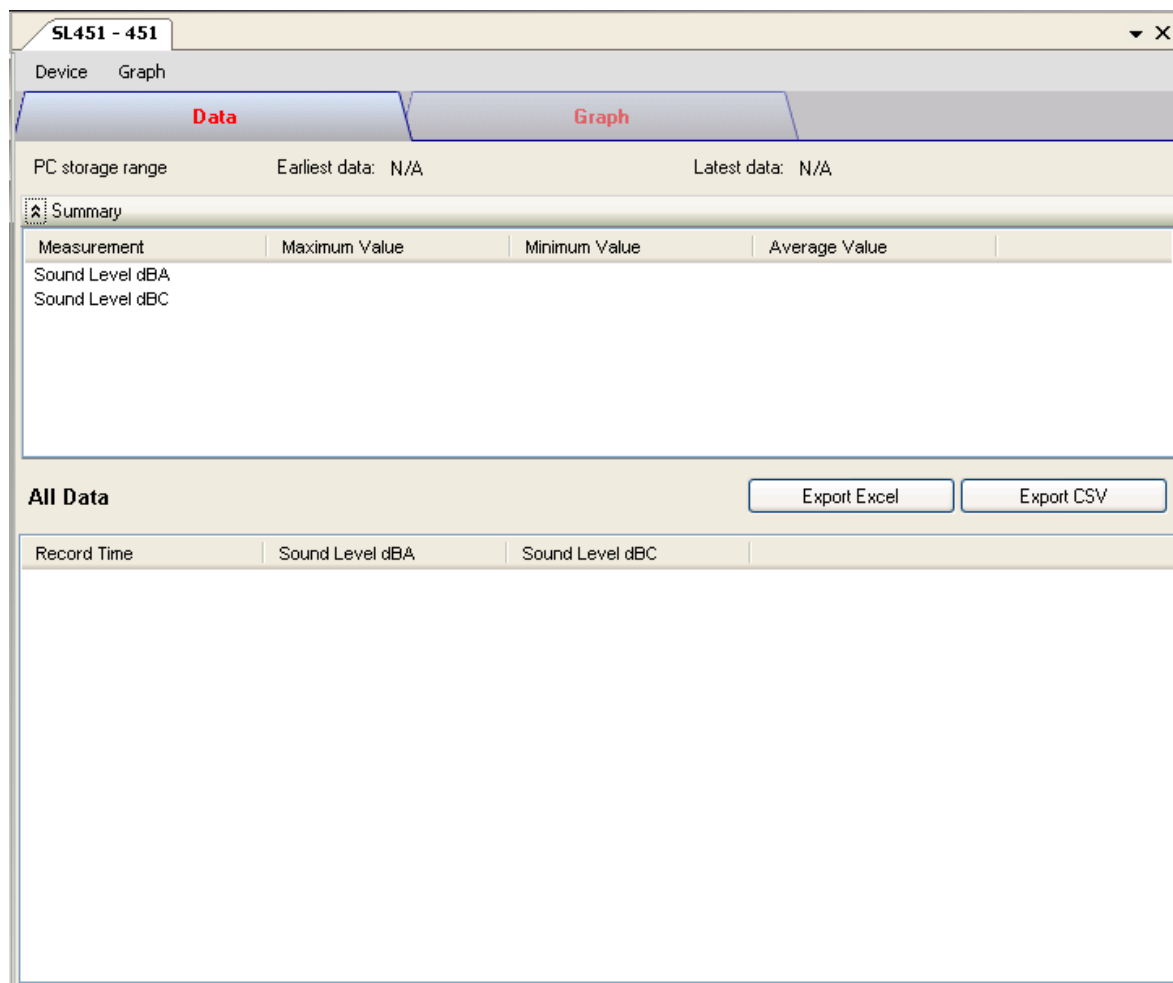 SL451 - 451
Device Graph
Data Graph
PC storage range Earliest data: N/A Latest data: N/A
Summary
Measurement Maximum Value Minimum Value Average Value
Sound Level dBA
Sound Level dBC
All Data Export Excel Export CSV
Record Time Sound Level dBA Sound Level dBC